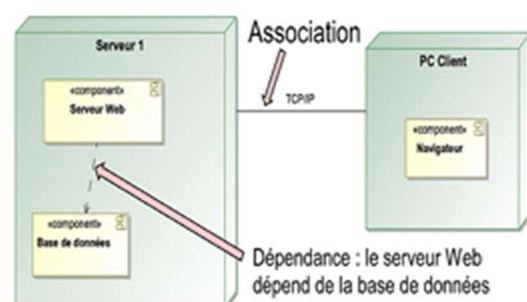 Serveur 1
Association
PC Client
«component»
Serveur Web
TCP/IP
«component»
Navigateur
«component»
Base de données
Dépendance : le serveur Web
dépend de la base de données